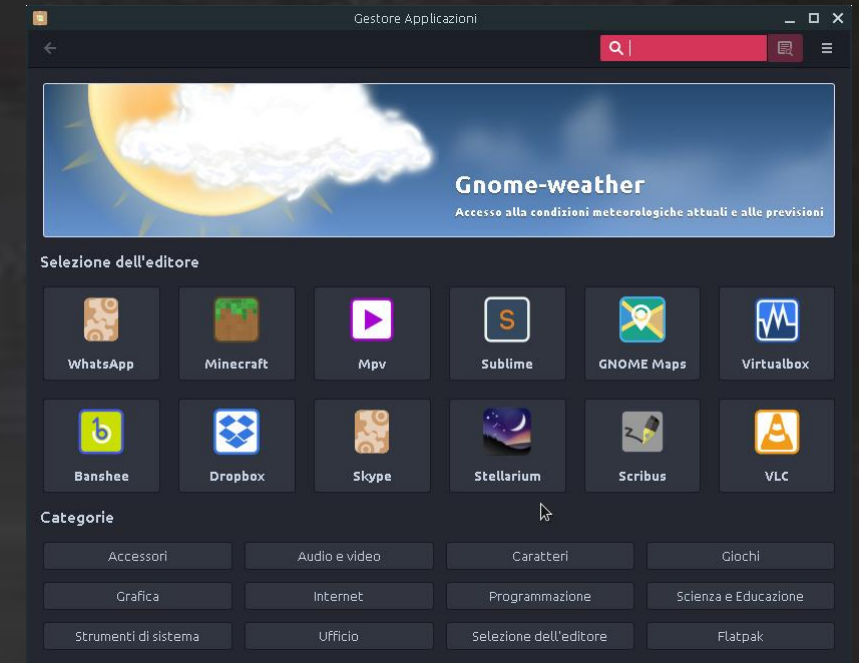 Gestore Applicazioni
Gnome-weather
Accesso alla condizioni meteorologiche attuali e alle previsioni
Selezione dell'editore
WhatsApp Minecraft Mpv Sublime GNOME Maps Virtualbox
Banshee Dropbox Skype Stellarium Scribus VLC
Categorie
Accessori Audio e video Caratteri Giochi
Grafica Internet Programmazione Scienza e Educazione
Strumenti di sistema Ufficio Selezione dell'editore Flatpak